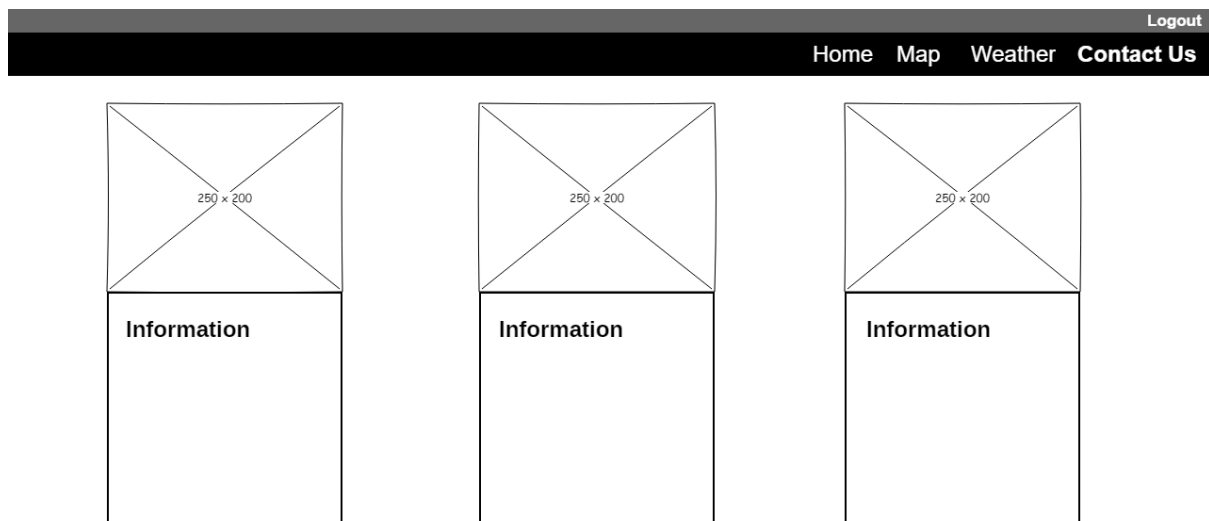 Logout
Home Map Weather Contact Us
250 × 200 250 × 200 250 × 200
Information Information Information